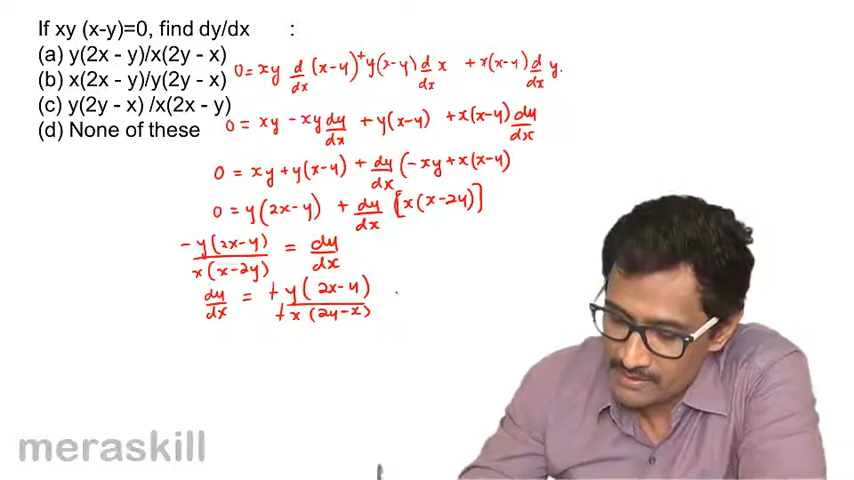 If xy (x-y)=0, find dy/dx :
(a) y(2x - y)/x(2y - x)
(b) x(2x - y)/y(2y - x)
(c) y(2y - x) /x(2x - y)
(d) None of these
0 = xy d/dx (x-y) + y(x-y) d/dx x + x(x-y) d/dx y.
0 = xy - xy dy/dx + y(x-y) + x(x-y) dy/dx
0 = xy + y(x-y) + dy/dx (-xy + x(x-y)
0 = y(2x-y) + dy/dx [x(x-2y)]
-y(2x-y)/x(x-2y) = dy/dx
dy/dx = +y(2x-y)/+x(2y-x)
meraskill